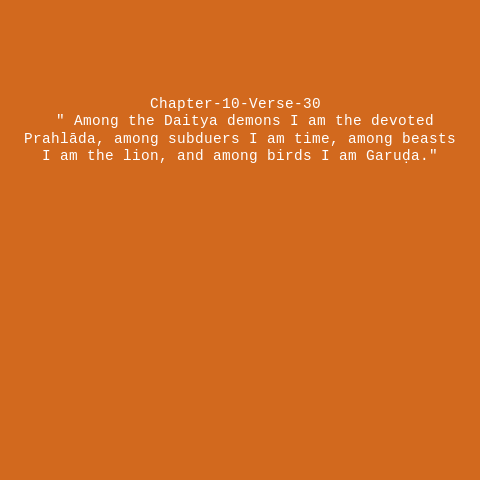 Chapter-10-Verse-30
" Among the Daitya demons I am the devoted
Prahlāda, among subduers I am time, among beasts
I am the lion, and among birds I am Garuḍa."